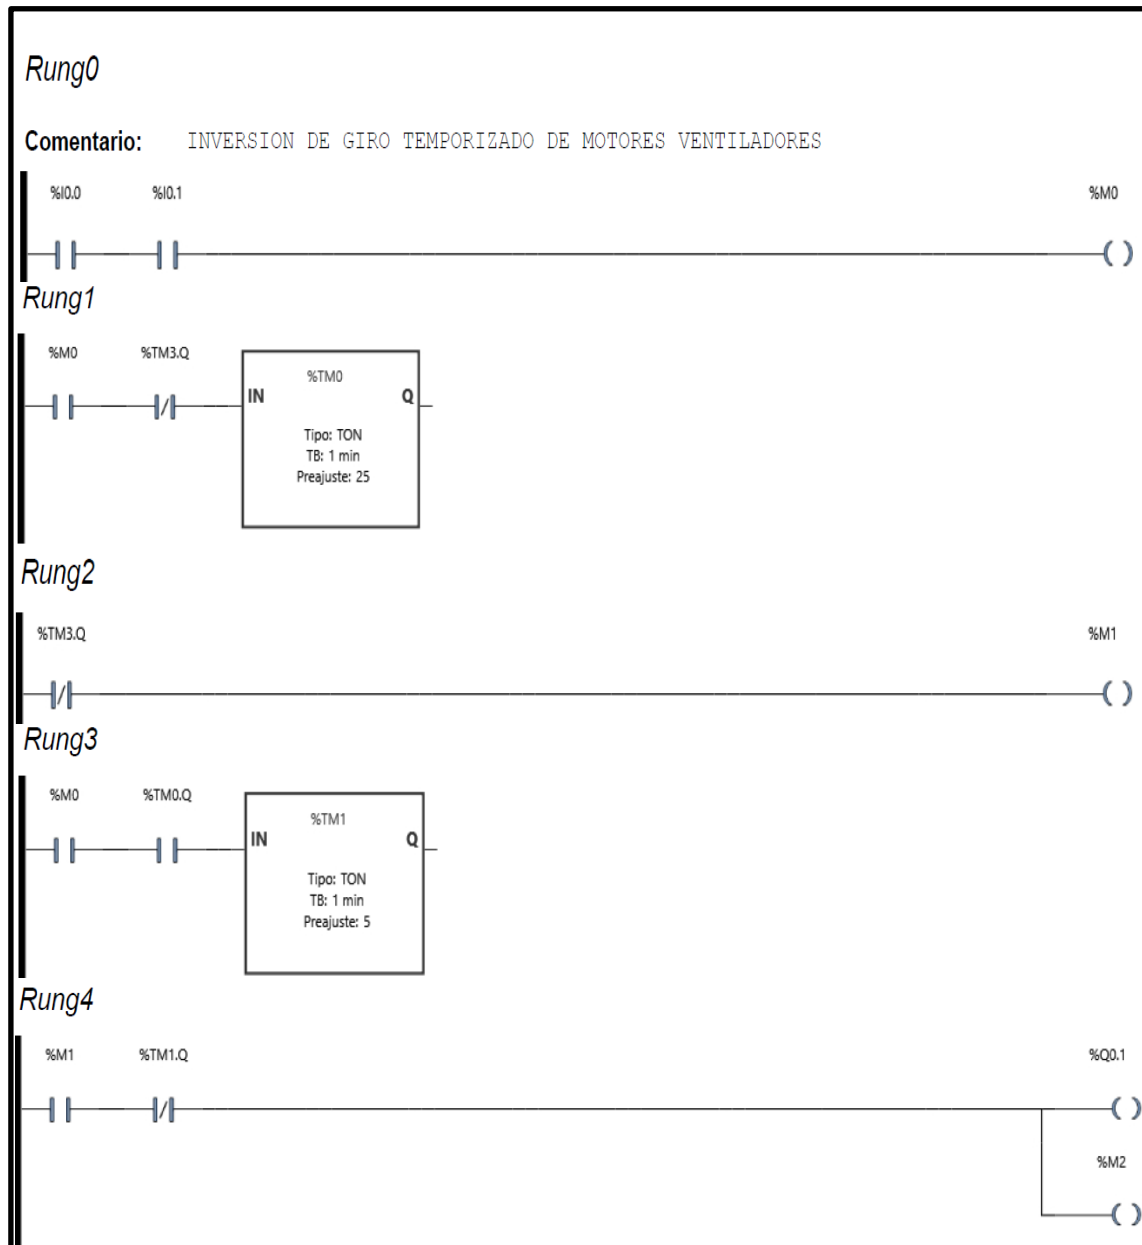 Rung0
Comentario: INVERSION DE GIRO TEMPORIZADO DE MOTORES VENTILADORES
%I0.0 %I0.1 %M0
Rung1
%M0 %TM3.Q
%TM0
IN Q
Tipo: TON
TB: 1 min
Preajuste: 25
Rung2
%TM3.Q %M1
Rung3
%M0 %TM0.Q
%TM1
IN Q
Tipo: TON
TB: 1 min
Preajuste: 5
Rung4
%M1 %TM1.Q %Q0.1
%M2